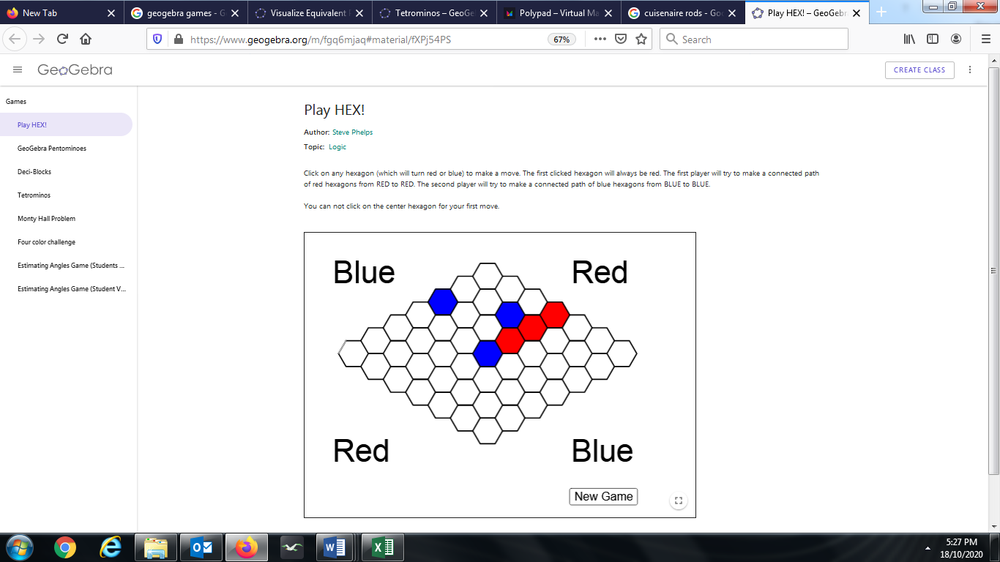 New Tab
geogebra games - G
Visualize Equivalent F
Tetrominos – GeoGe
Polypad – Virtual Ma
cuisenaire rods - Goo
Play HEX! – GeoGebr
https://www.geogebra.org/m/fgq6mjaq#material/fXPj54PS
67%
Search
GeoGebra
CREATE CLASS
Games
Play HEX!
GeoGebra Pentominoes
Deci-Blocks
Tetrominos
Monty Hall Problem
Four color challenge
Estimating Angles Game (Students ...
Estimating Angles Game (Student V...
Play HEX!
Author: Steve Phelps
Topic: Logic
Click on any hexagon (which will turn red or blue) to make a move. The first clicked hexagon will always be red. The first player will try to make a connected path
of red hexagons from RED to RED. The second player will try to make a connected path of blue hexagons from BLUE to BLUE.
You can not click on the center hexagon for your first move.
Blue
Red
Red
Blue
New Game
5:27 PM
18/10/2020